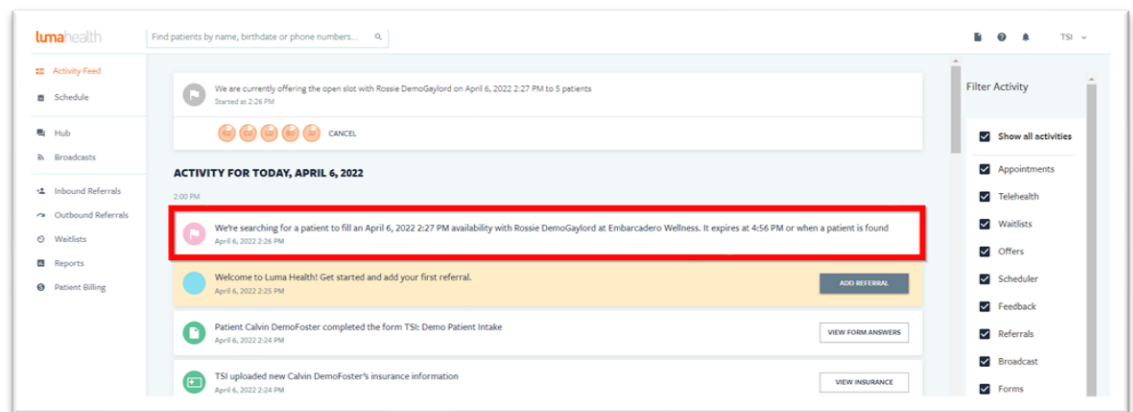 lumahealth
Find patients by name, birthdate or phone numbers...
TSI
Activity Feed
Schedule
Hub
Broadcasts
Inbound Referrals
Outbound Referrals
Waitlists
Reports
Patient Billing
We are currently offering the open slot with Rossie DemoGaylord on April 6, 2022 2:27 PM to 5 patients
Started at 2:26 PM
CANCEL
ACTIVITY FOR TODAY, APRIL 6, 2022
2:00 PM
We're searching for a patient to fill an April 6, 2022 2:27 PM availability with Rossie DemoGaylord at Embarcadero Wellness. It expires at 4:56 PM or when a patient is found
April 6, 2022 2:26 PM
Welcome to Luma Health! Get started and add your first referral.
April 6, 2022 2:25 PM
ADD REFERRAL
Patient Calvin DemoFoster completed the form TSI: Demo Patient Intake
April 6, 2022 2:24 PM
VIEW FORM ANSWERS
TSI uploaded new Calvin DemoFoster's insurance information
April 6, 2022 2:24 PM
VIEW INSURANCE
Filter Activity
Show all activities
Appointments
Telehealth
Waitlists
Offers
Scheduler
Feedback
Referrals
Broadcast
Forms